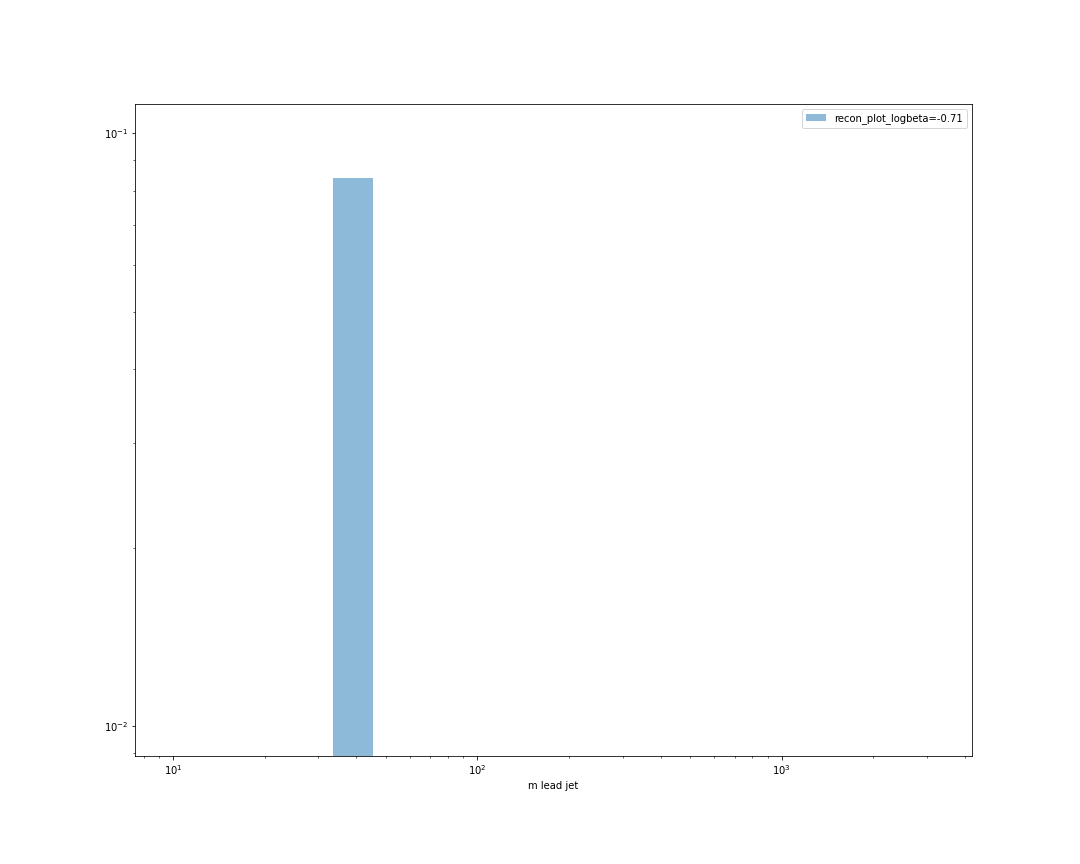 recon_plot_logbeta=-0.71
10⁻¹
10⁻²
10¹ 10² 10³
m lead jet